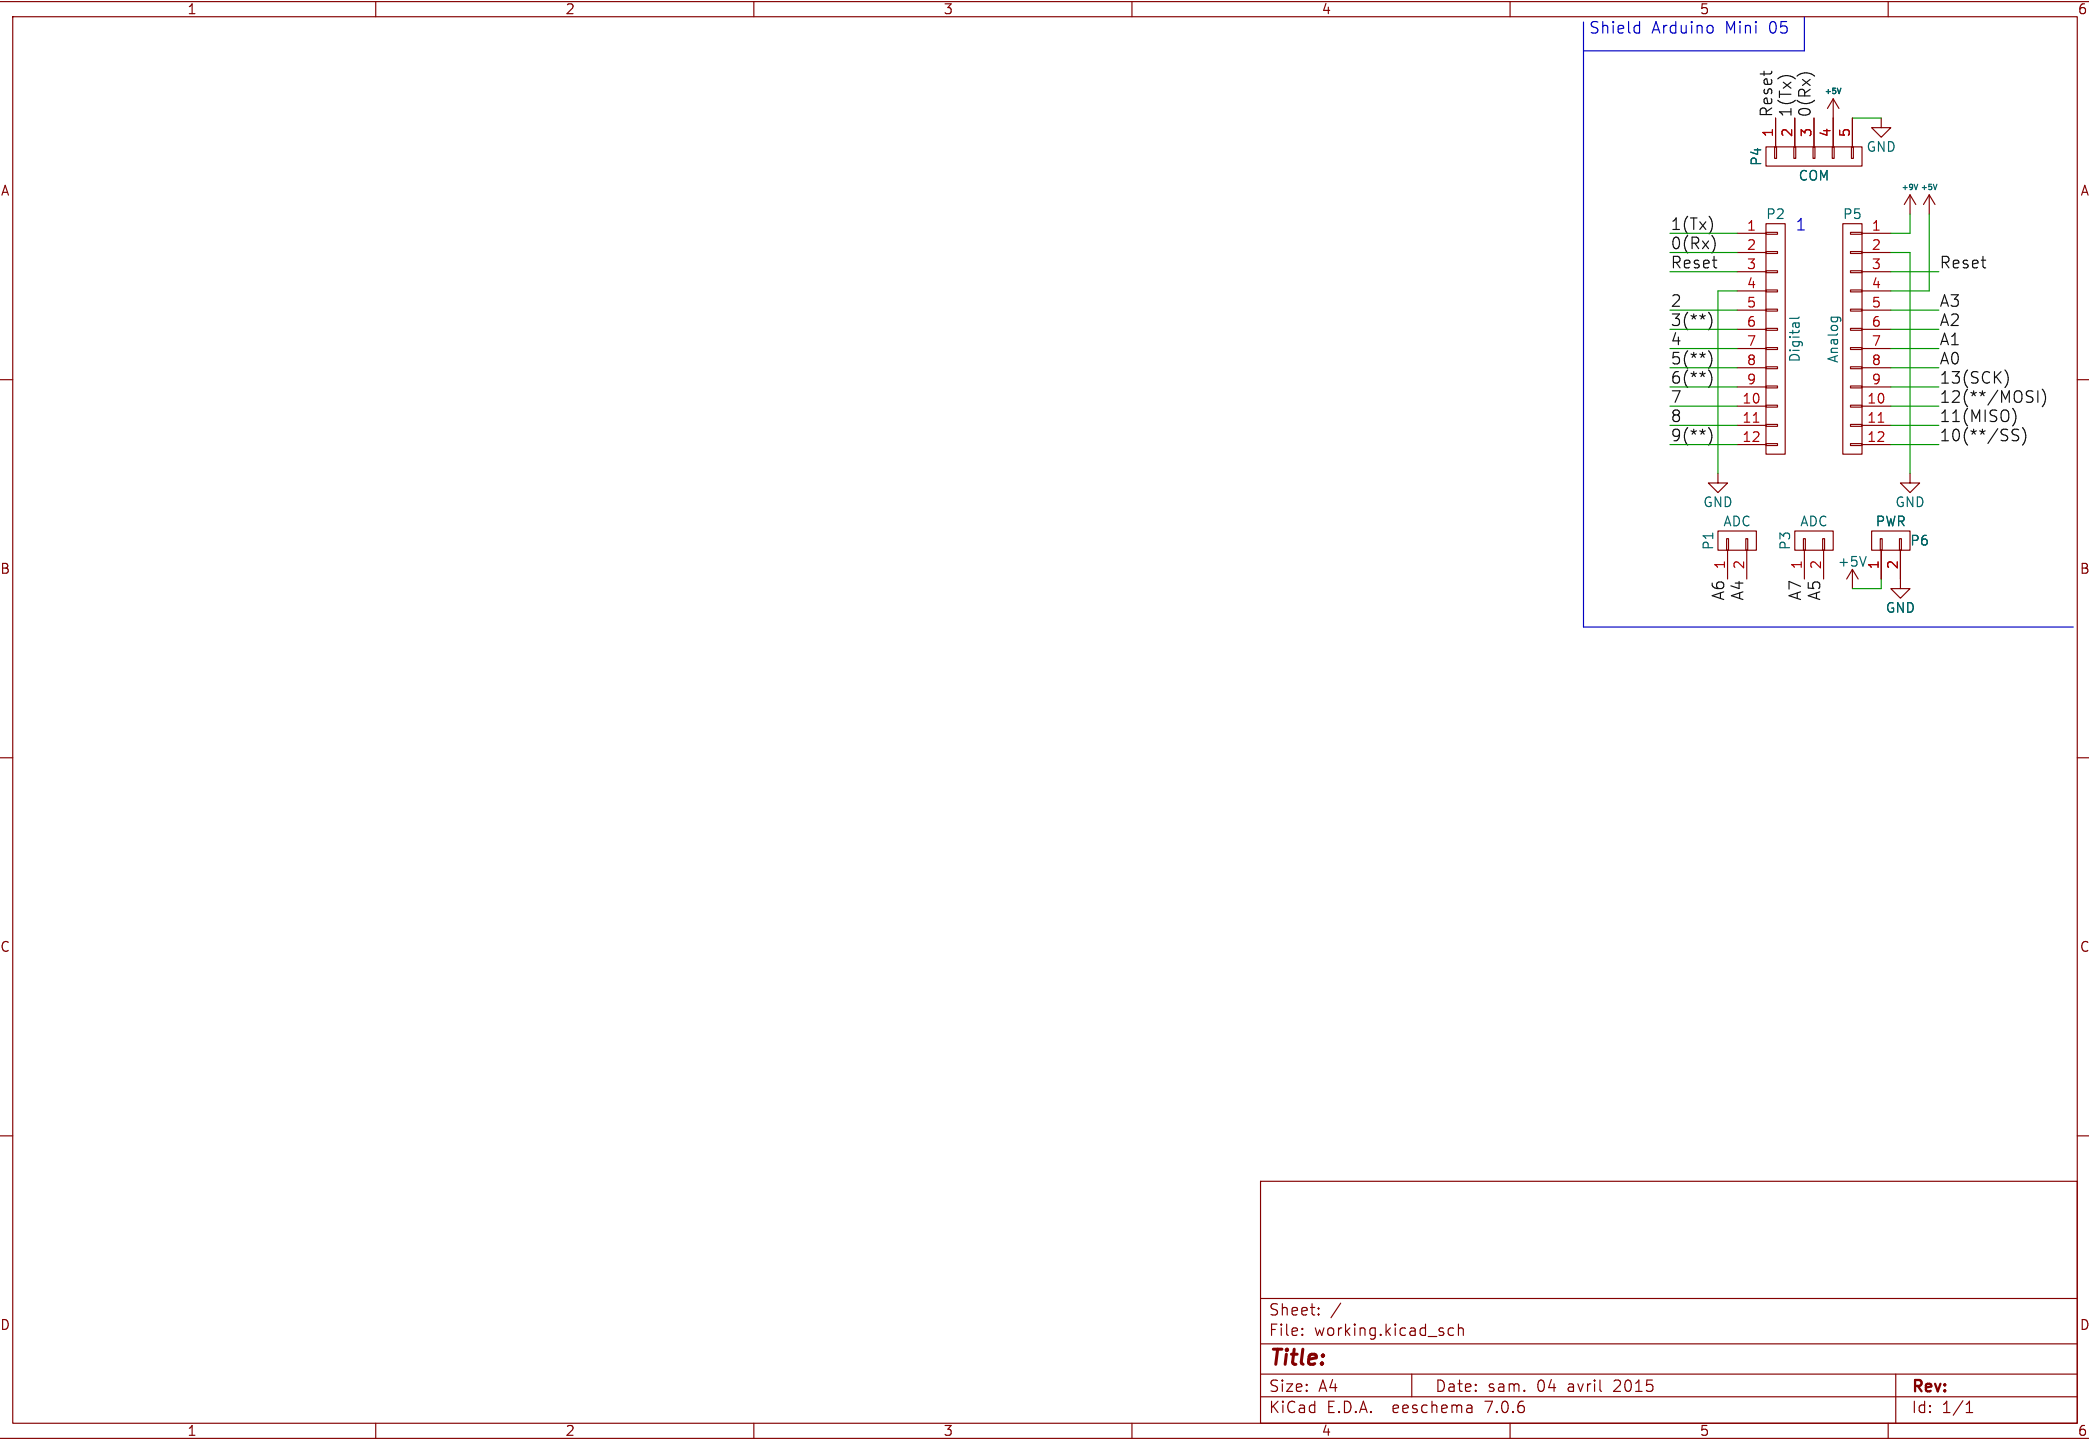 1 2 3 4 5 6
Shield Arduino Mini 05
Reset
1(Tx)
0(Rx)
+5V
1 2 3 4 5
GND
P4
COM
A A
+9V +5V
P2 1 P5
1(Tx) 1 1
0(Rx) 2 2
Reset 3 3 Reset
4 4
2 5 5 A3
3(**) 6 6 A2
4 7 7 A1
5(**) 8 8 A0
6(**) 9 9 13(SCK)
7 10 10 12(**/MOSI)
8 11 11 11(MISO)
9(**) 12 12 10(**/SS)
Digital
Analog
GND GND
ADC ADC PWR
P1 P3 P6
B B
+5V
1 2 1 2 1 2
A6 A4 A7 A5
GND
C C
Sheet: /
File: working.kicad_sch
D D
Title:
Size: A4 Date: sam. 04 avril 2015 Rev:
KiCad E.D.A. eeschema 7.0.6 Id: 1/1
1 2 3 4 5 6